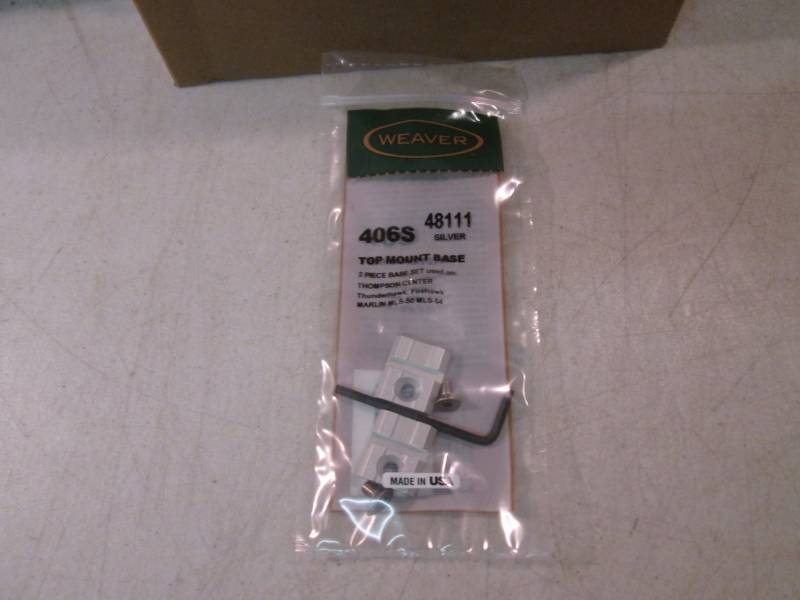 WEAVER
406S 48111
SILVER
TOP MOUNT BASE
2 PIECE BASE SET used on:
THOMPSON CENTER
Thunderhawk, Firehawk
MARLIN-MLS-50 MLS-54
MADE IN USA